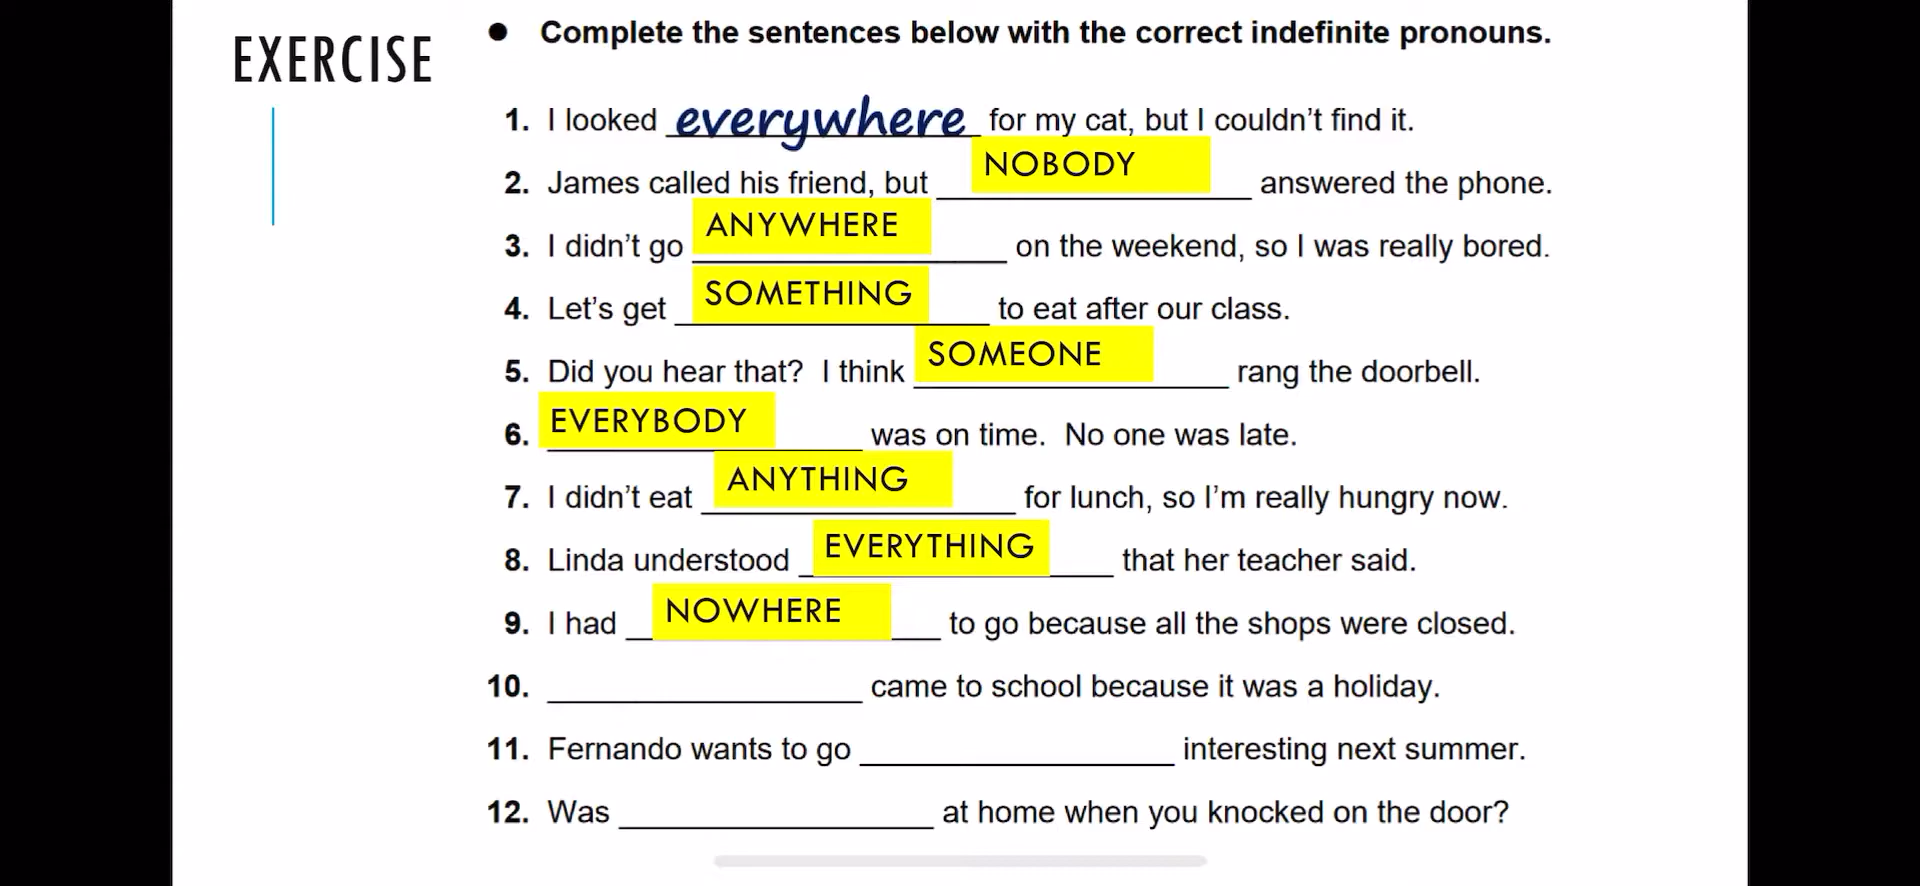 EXERCISE
● Complete the sentences below with the correct indefinite pronouns.
1. I looked everywhere for my cat, but I couldn’t find it.
2. James called his friend, but NOBODY answered the phone.
3. I didn’t go ANYWHERE on the weekend, so I was really bored.
4. Let’s get SOMETHING to eat after our class.
5. Did you hear that? I think SOMEONE rang the doorbell.
6. EVERYBODY was on time. No one was late.
7. I didn’t eat ANYTHING for lunch, so I’m really hungry now.
8. Linda understood EVERYTHING that her teacher said.
9. I had NOWHERE to go because all the shops were closed.
10. ____________________ came to school because it was a holiday.
11. Fernando wants to go ____________________ interesting next summer.
12. Was ____________________ at home when you knocked on the door?